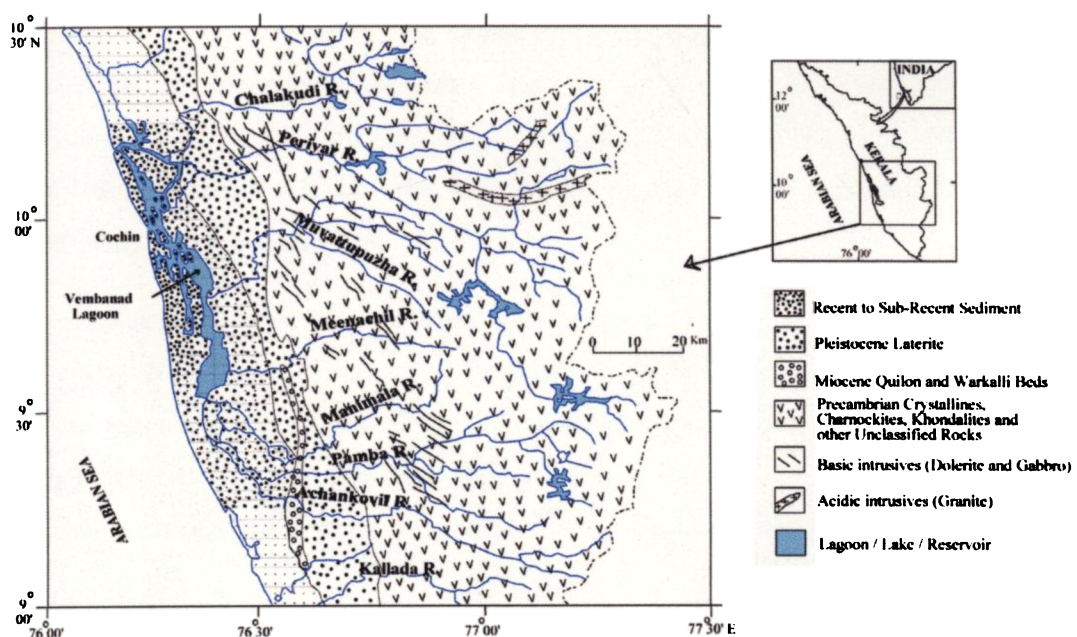 10°
30' N
Chalakudi R.
Periyar R.
10°
00'
Cochin
Muvattupuzha R.
Vembanad
Lagoon
Meenachil R.
0 10 20 Km
Manimala R.
9°
30'
Pamba R.
Achankovil R.
ARABIAN SEA
Kallada R.
9°
00'
76°00'
76°30'
77°00'
77°30' E
INDIA
12°
00'
KERALA
ARABIAN SEA
10°
00'
76°00'
Recent to Sub-Recent Sediment
Pleistocene Laterite
Miocene Quilon and Warkalli Beds
Precambrian Crystallines,
Charnockites, Khondalites and
other Unclassified Rocks
Basic intrusives (Dolerite and Gabbro)
Acidic intrusives (Granite)
Lagoon / Lake / Reservoir